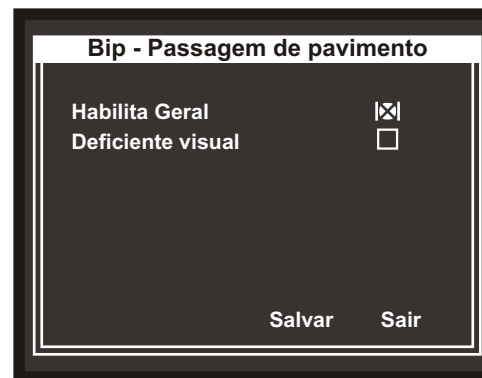 Bip - Passagem de pavimento
Habilita Geral
Deficiente visual
Salvar Sair